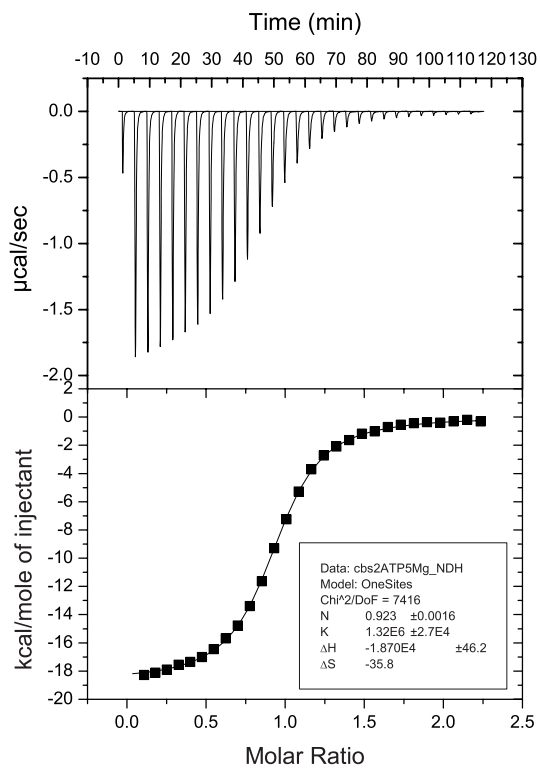 Time (min)
-10 0 10 20 30 40 50 60 70 80 90 100 110 120 130
0.0
-0.5
-1.0
-1.5
-2.0
µcal/sec
2
0
-2
-4
-6
-8
-10
-12
-14
-16
-18
-20
kcal/mole of injectant
Data: cbs2ATP5Mg_NDH
Model: OneSites
Chi^2/DoF = 7416
N 0.923 ±0.0016
K 1.32E6 ±2.7E4
ΔH -1.870E4 ±46.2
ΔS -35.8
0.0 0.5 1.0 1.5 2.0 2.5
Molar Ratio